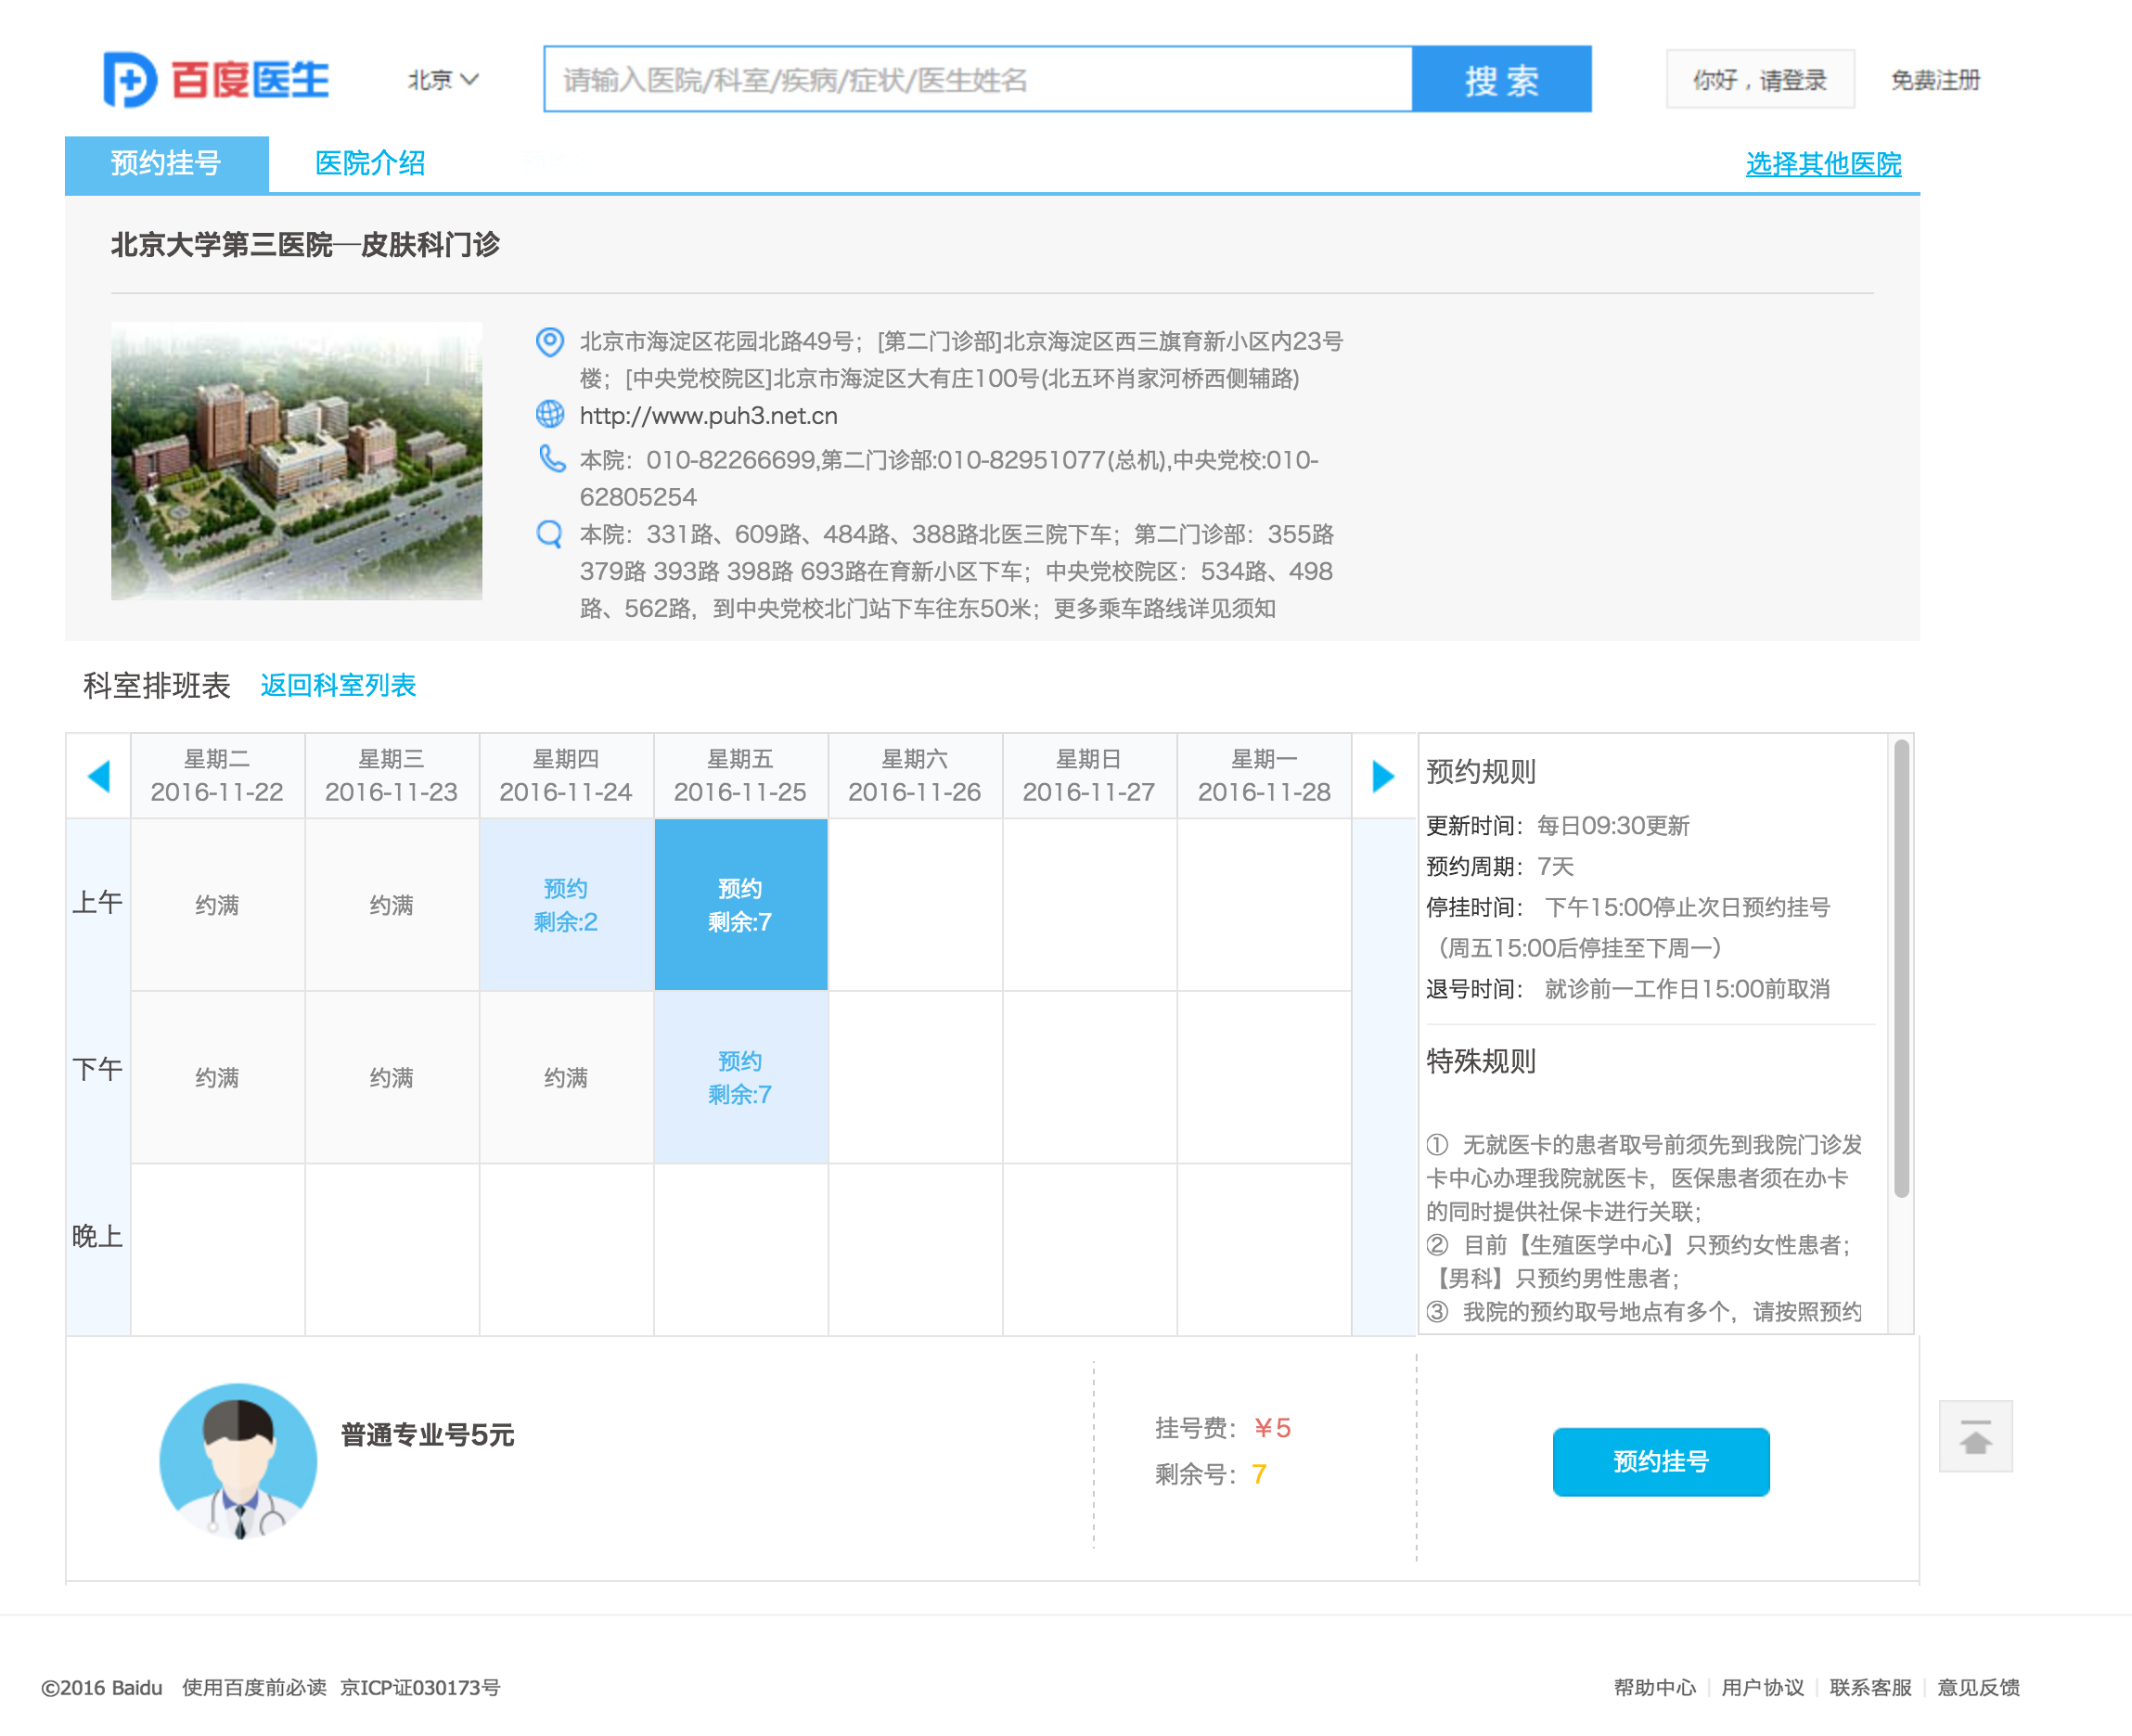 百度医生
北京
请输入医院/科室/疾病/症状/医生姓名
搜索
你好，请登录
免费注册
预约挂号
医院介绍
选择其他医院
北京大学第三医院—皮肤科门诊
北京市海淀区花园北路49号；[第二门诊部]北京海淀区西三旗育新小区内23号
楼；[中央党校院区]北京市海淀区大有庄100号(北五环肖家河桥西侧辅路)
http://www.puh3.net.cn
本院：010-82266699,第二门诊部:010-82951077(总机),中央党校:010-
62805254
本院：331路、609路、484路、388路北医三院下车；第二门诊部：355路
379路 393路 398路 693路在育新小区下车；中央党校院区：534路、498
路、562路，到中央党校北门站下车往东50米；更多乘车路线详见须知
科室排班表 返回科室列表
星期二 星期三 星期四 星期五 星期六 星期日 星期一
2016-11-22 2016-11-23 2016-11-24 2016-11-25 2016-11-26 2016-11-27 2016-11-28
上午
约满
约满
预约
剩余:2
预约
剩余:7
下午
约满
约满
约满
预约
剩余:7
晚上
预约规则
更新时间：每日09:30更新
预约周期：7天
停挂时间： 下午15:00停止次日预约挂号
（周五15:00后停挂至下周一）
退号时间： 就诊前一工作日15:00前取消
特殊规则
① 无就医卡的患者取号前须先到我院门诊发
卡中心办理我院就医卡，医保患者须在办卡
的同时提供社保卡进行关联；
② 目前【生殖医学中心】只预约女性患者；
【男科】只预约男性患者；
③ 我院的预约取号地点有多个，请按照预约
普通专业号5元
挂号费：￥5
剩余号：7
预约挂号
©2016 Baidu 使用百度前必读 京ICP证030173号
帮助中心 用户协议 联系客服 意见反馈